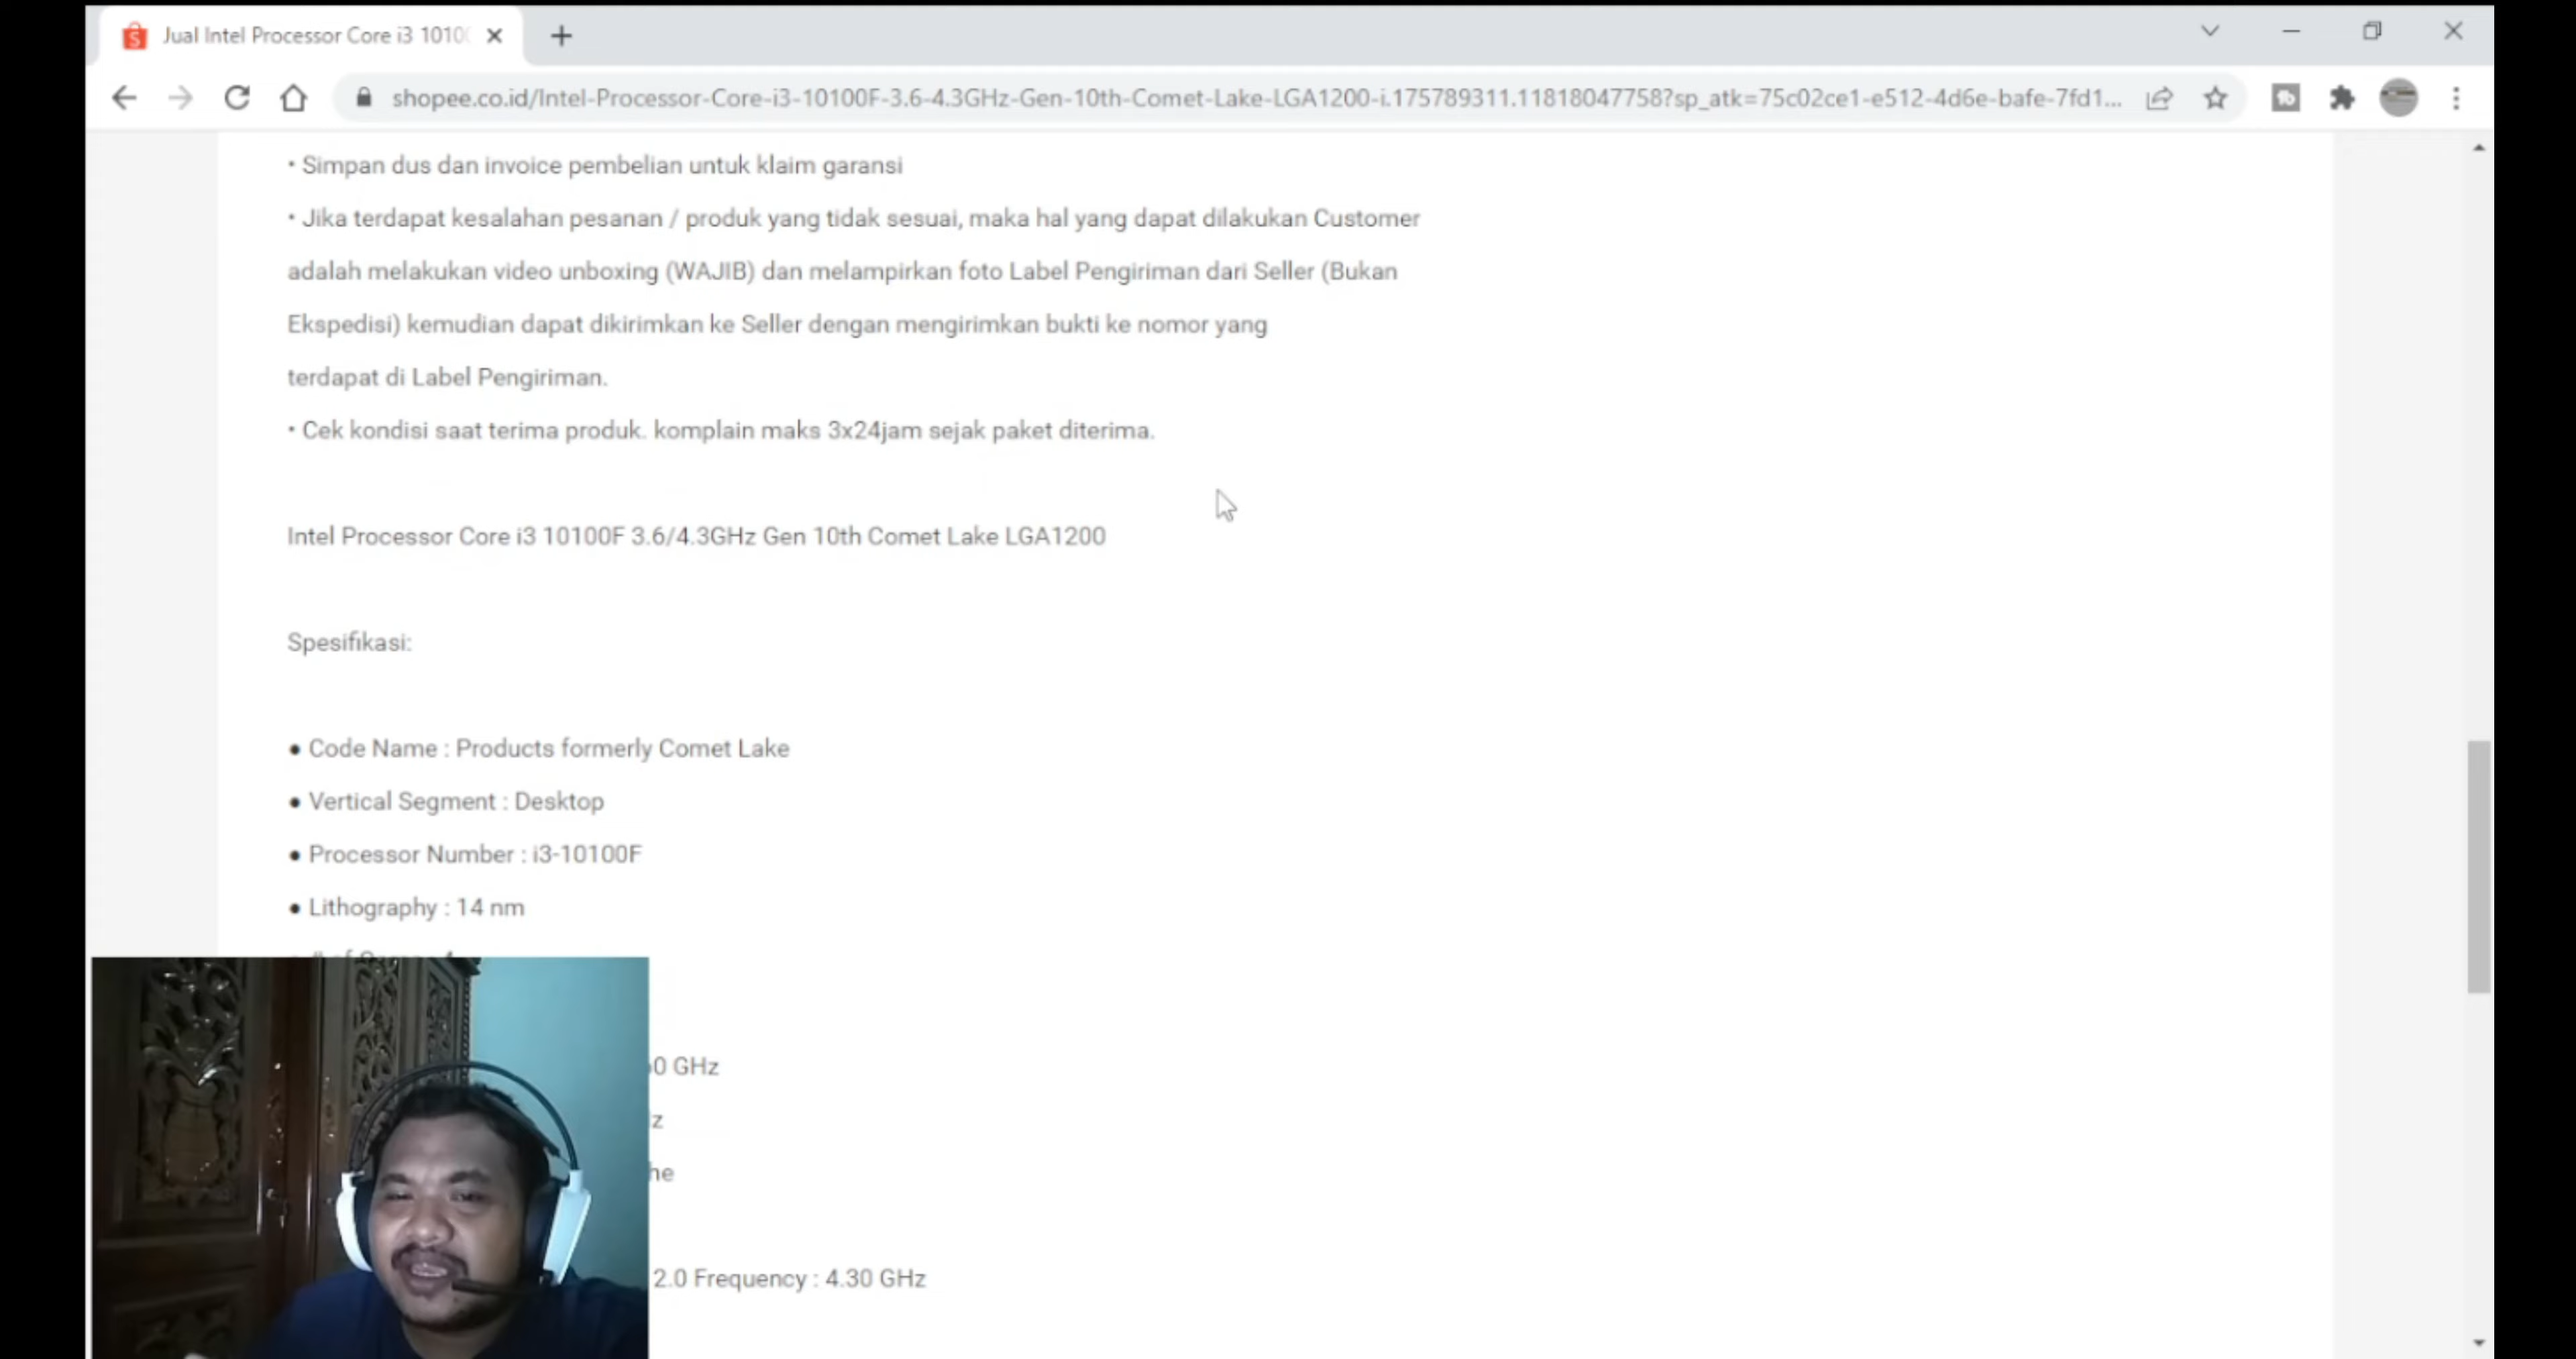 Jual Intel Processor Core i3 1010
shopee.co.id/Intel-Processor-Core-i3-10100F-3.6-4.3GHz-Gen-10th-Comet-Lake-LGA1200-i.175789311.11818047758?sp_atk=75c02ce1-e512-4d6e-bafe-7fd1...
• Simpan dus dan invoice pembelian untuk klaim garansi
• Jika terdapat kesalahan pesanan / produk yang tidak sesuai, maka hal yang dapat dilakukan Customer
adalah melakukan video unboxing (WAJIB) dan melampirkan foto Label Pengiriman dari Seller (Bukan
Ekspedisi) kemudian dapat dikirimkan ke Seller dengan mengirimkan bukti ke nomor yang
terdapat di Label Pengiriman.
• Cek kondisi saat terima produk. komplain maks 3x24jam sejak paket diterima.
Intel Processor Core i3 10100F 3.6/4.3GHz Gen 10th Comet Lake LGA1200
Spesifikasi:
● Code Name : Products formerly Comet Lake
● Vertical Segment : Desktop
● Processor Number : i3-10100F
● Lithography : 14 nm
0 GHz
z
he
2.0 Frequency : 4.30 GHz